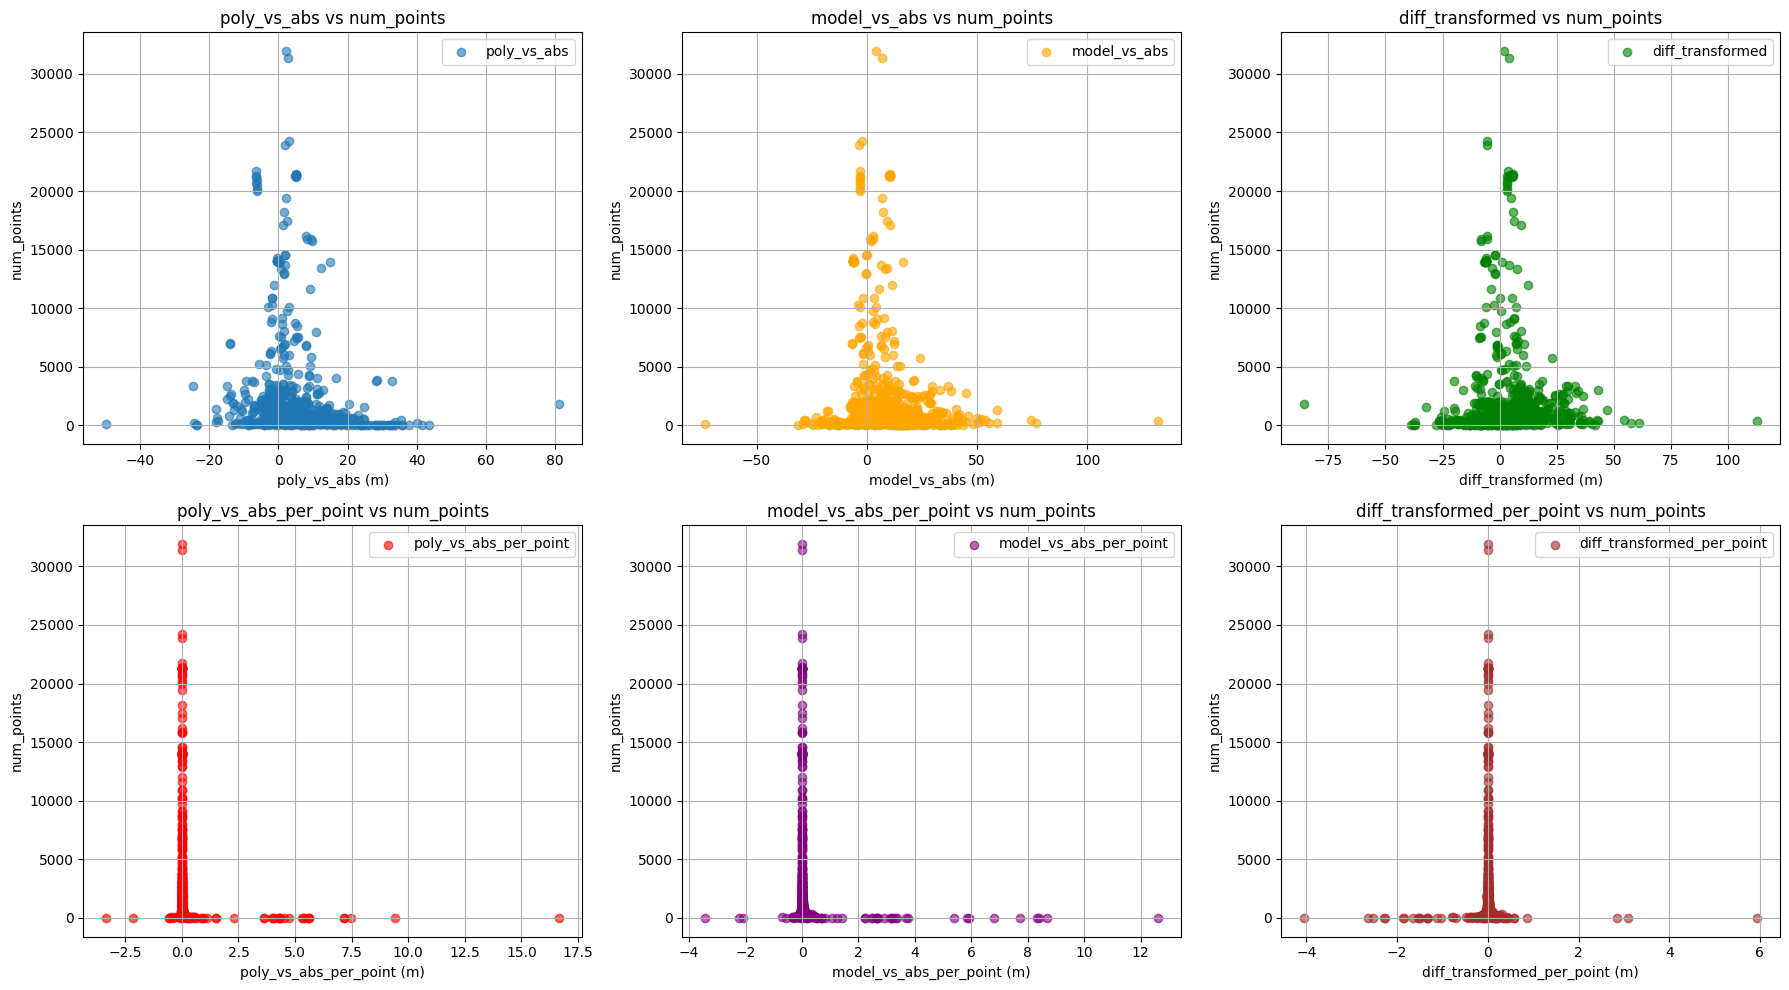 poly_vs_abs vs num_points
poly_vs_abs
num_points
30000
25000
20000
15000
10000
5000
0
−40 −20 0 20 40 60 80
poly_vs_abs (m)
model_vs_abs vs num_points
model_vs_abs
num_points
30000
25000
20000
15000
10000
5000
0
−50 0 50 100
model_vs_abs (m)
diff_transformed vs num_points
diff_transformed
num_points
30000
25000
20000
15000
10000
5000
0
−75 −50 −25 0 25 50 75 100
diff_transformed (m)
poly_vs_abs_per_point vs num_points
poly_vs_abs_per_point
num_points
30000
25000
20000
15000
10000
5000
0
−2.5 0.0 2.5 5.0 7.5 10.0 12.5 15.0 17.5
poly_vs_abs_per_point (m)
model_vs_abs_per_point vs num_points
model_vs_abs_per_point
num_points
30000
25000
20000
15000
10000
5000
0
−4 −2 0 2 4 6 8 10 12
model_vs_abs_per_point (m)
diff_transformed_per_point vs num_points
diff_transformed_per_point
num_points
30000
25000
20000
15000
10000
5000
0
−4 −2 0 2 4 6
diff_transformed_per_point (m)